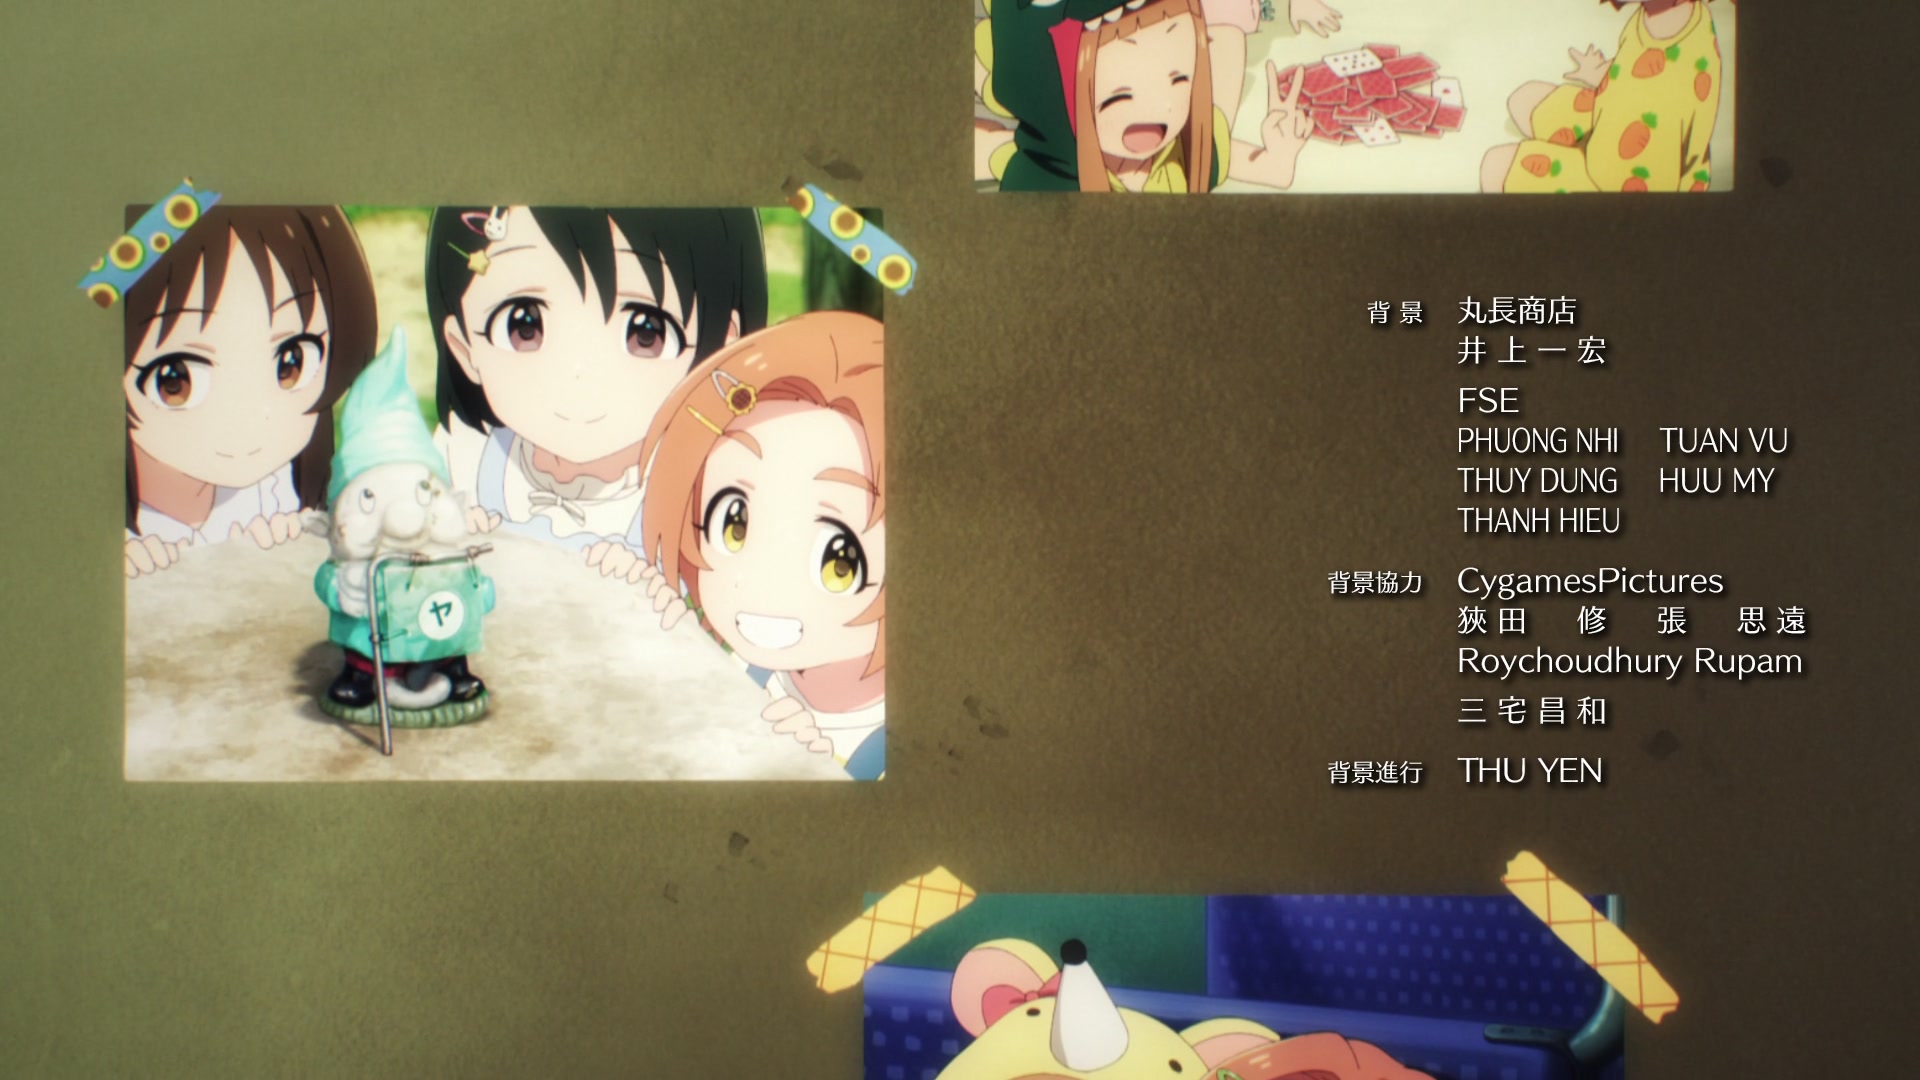 ヤ
背景 丸長商店
井上一宏
FSE
PHUONG NHI TUAN VU
THUY DUNG HUU MY
THANH HIEU
背景協力 CygamesPictures
狹田 修 張 思遠
Roychoudhury Rupam
三宅昌和
背景進行 THU YEN